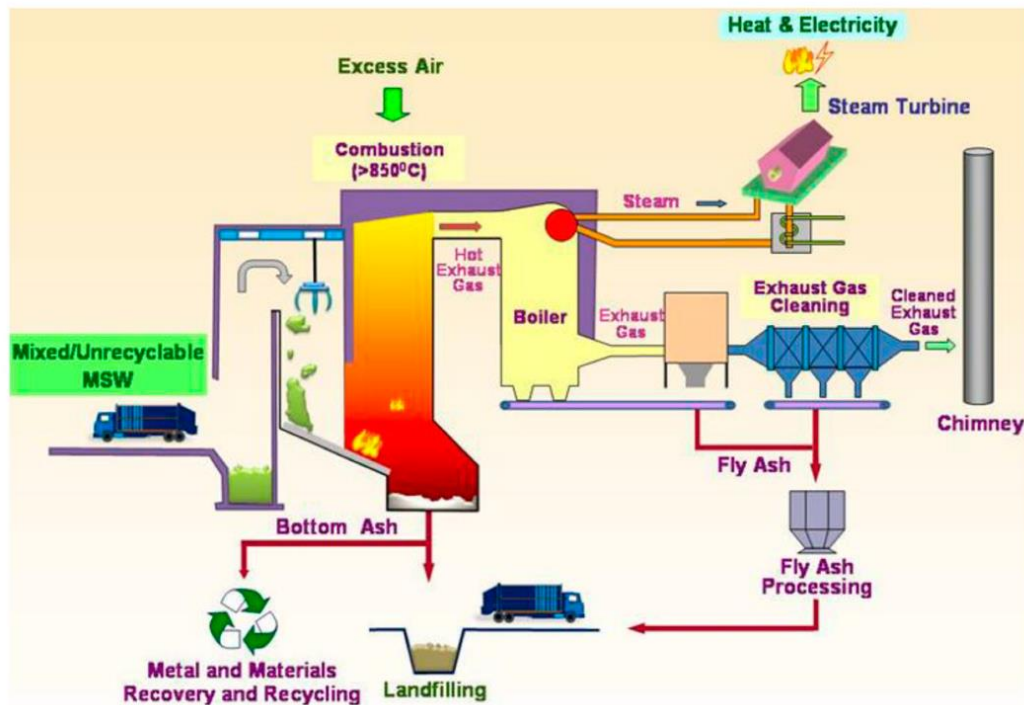 Heat & Electricity
Excess Air
Steam Turbine
Combustion
(>850⁰C)
Steam
Hot
Exhaust
Gas
Exhaust Gas
Cleaning
Cleaned
Exhaust
Gas
Boiler
Exhaust
Gas
Mixed/Unrecyclable
MSW
Chimney
Fly Ash
Bottom Ash
Fly Ash
Processing
Metal and Materials
Recovery and Recycling
Landfilling